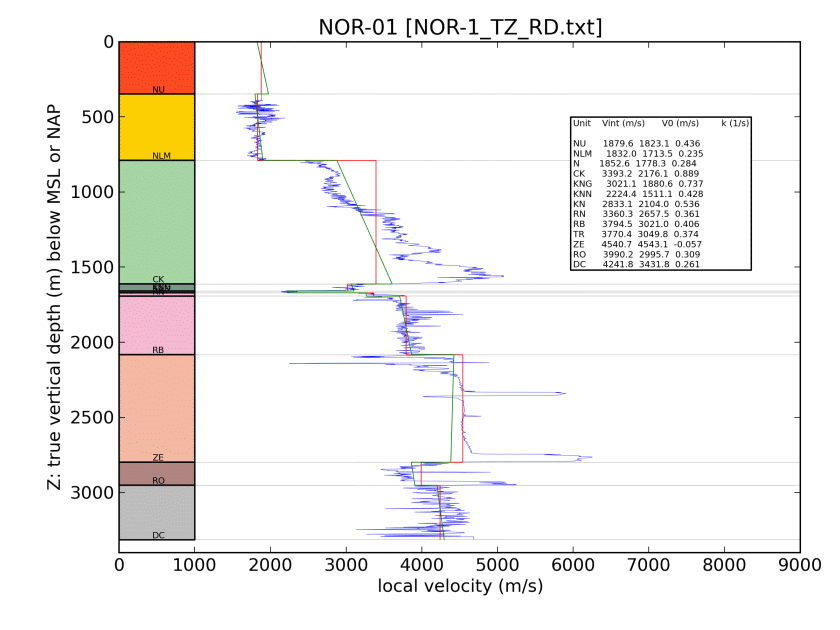 NOR-01 [NOR-1_TZ_RD.txt]
Z: true vertical depth (m) below MSL or NAP
0
500
1000
1500
2000
2500
3000
NU
NLM
CK
RB
ZE
RO
DC
Unit Vint (m/s) V0 (m/s) k (1/s)
NU 1879.6 1823.1 0.436
NLM 1832.0 1713.5 0.235
N 1852.6 1778.3 0.284
CK 3393.2 2176.1 0.889
KNG 3021.1 1880.6 0.737
KNN 2224.4 1511.1 0.428
KN 2833.1 2104.0 0.536
RN 3360.3 2657.5 0.361
RB 3794.5 3021.0 0.406
TR 3770.4 3049.8 0.374
ZE 4540.7 4543.1 -0.057
RO 3990.2 2995.7 0.309
DC 4241.8 3431.8 0.261
0 1000 2000 3000 4000 5000 6000 7000 8000 9000
local velocity (m/s)